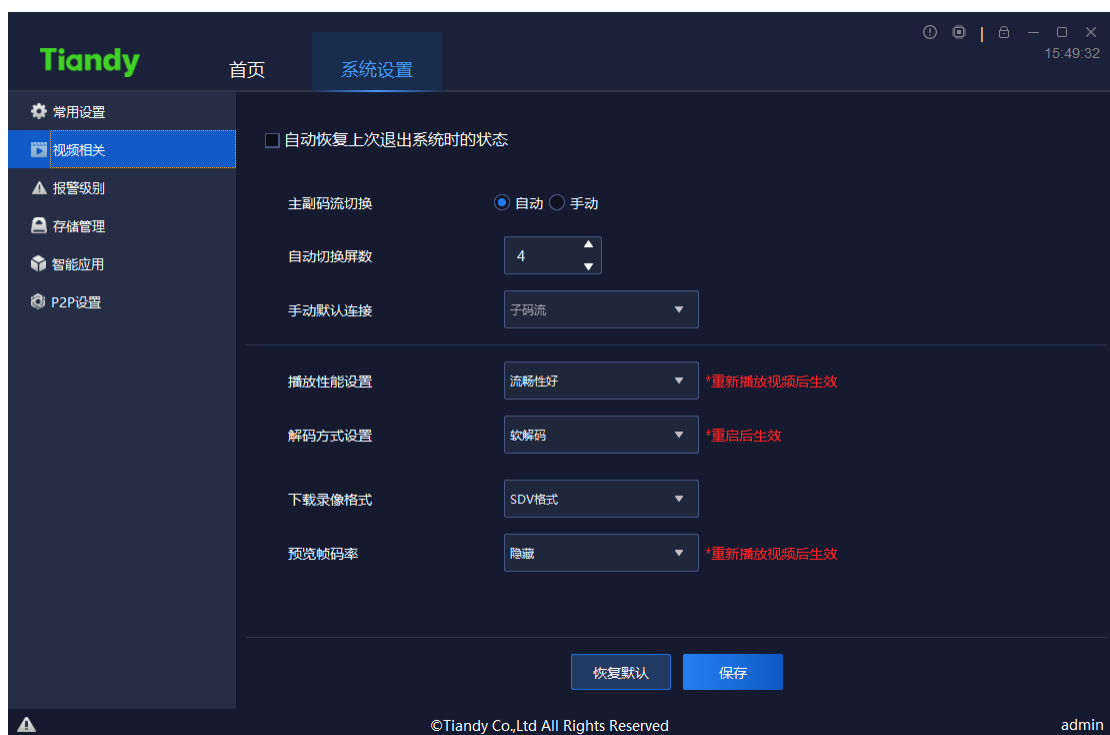 15:49:32
Tiandy
首页
系统设置
常用设置
视频相关
报警级别
存储管理
智能应用
P2P设置
自动恢复上次退出系统时的状态
主副码流切换 自动 手动
自动切换屏数 4
手动默认连接 子码流
播放性能设置 流畅性好 *重新播放视频后生效
解码方式设置 软解码 *重启后生效
下载录像格式 SDV格式
预览帧码率 隐藏 *重新播放视频后生效
恢复默认 保存
©Tiandy Co.,Ltd All Rights Reserved
admin